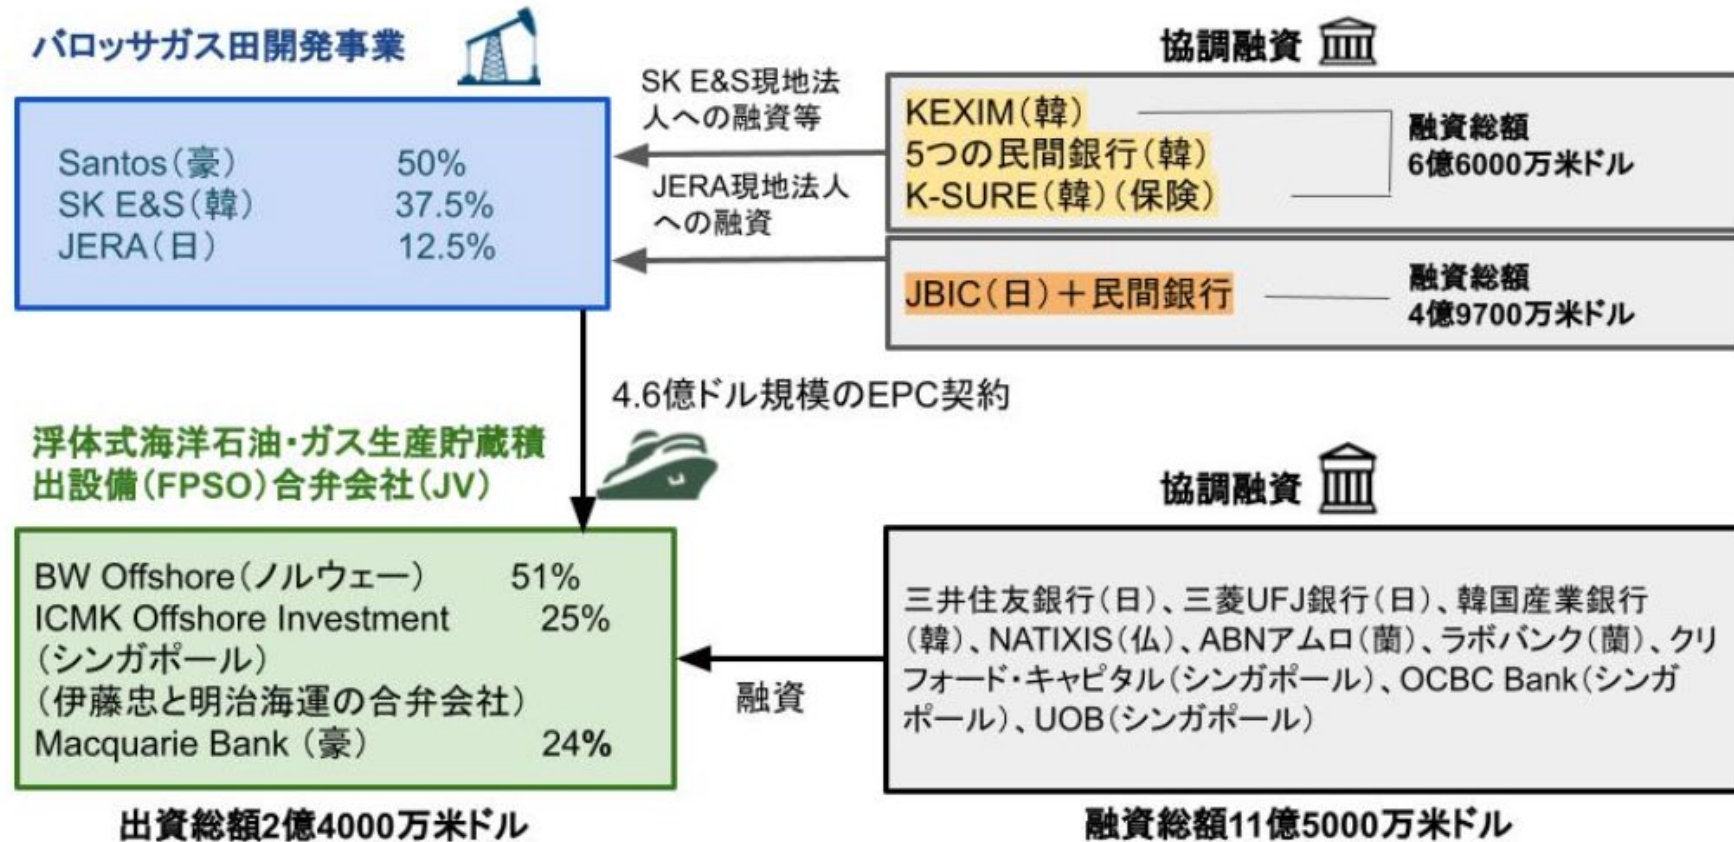 バロッサガス田開発事業
Santos（豪） 50%
SK E&S（韓） 37.5%
JERA（日） 12.5%
SK E&S現地法
人への融資等
JERA現地法人
への融資
協調融資
KEXIM（韓）
5つの民間銀行（韓）
K-SURE（韓）（保険）
融資総額
6億6000万米ドル
JBIC（日）＋民間銀行
融資総額
4億9700万米ドル
4.6億ドル規模のEPC契約
浮体式海洋石油・ガス生産貯蔵積
出設備（FPSO）合弁会社（JV）
BW Offshore（ノルウェー） 51%
ICMK Offshore Investment 25%
（シンガポール）
（伊藤忠と明治海運の合弁会社）
Macquarie Bank （豪） 24%
出資総額2億4000万米ドル
融資
協調融資
三井住友銀行（日）、三菱UFJ銀行（日）、韓国産業銀行
（韓）、NATIXIS（仏）、ABNアムロ（蘭）、ラボバンク（蘭）、クリ
フォード・キャピタル（シンガポール）、OCBC Bank（シンガ
ポール）、UOB（シンガポール）
融資総額11億5000万米ドル